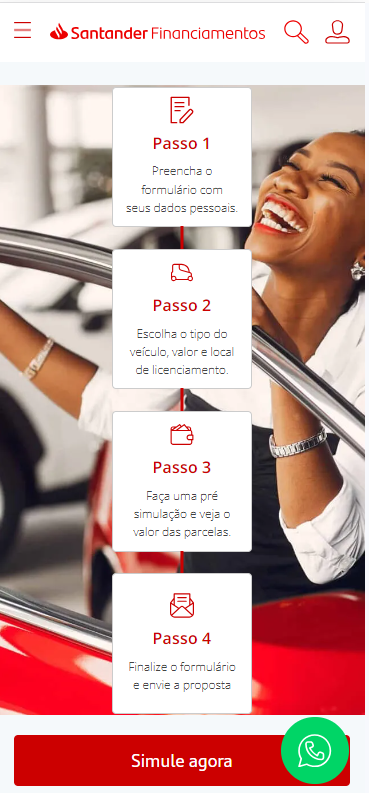 Santander Financiamentos
Passo 1
Preencha o
formulário com
seus dados pessoais.
Passo 2
Escolha o tipo do
veículo, valor e local
de licenciamento.
Passo 3
Faça uma pré
simulação e veja o
valor das parcelas.
Passo 4
Finalize o formulário
e envie a proposta
Simule agora